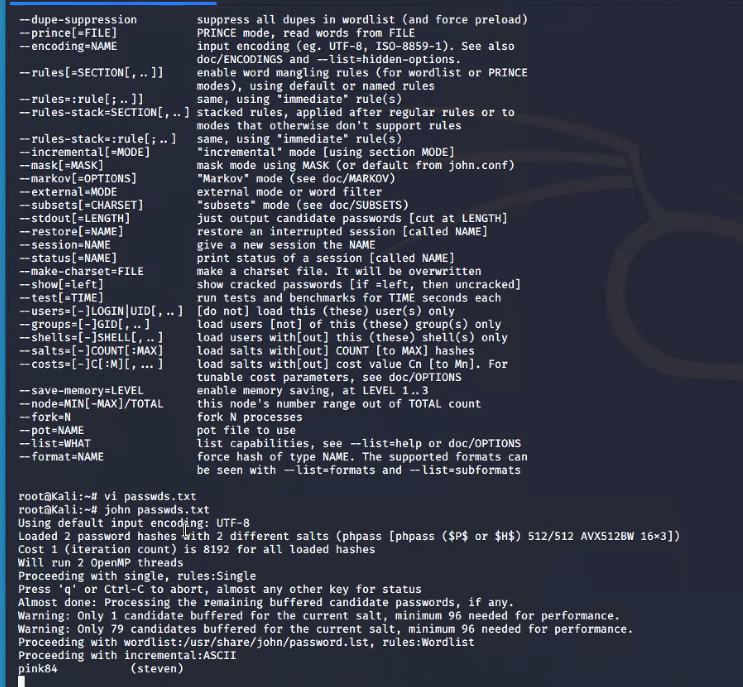 --dupe-suppression         suppress all dupes in wordlist (and force preload)
--prince[=FILE]            PRINCE mode, read words from FILE
--encoding=NAME            input encoding (eg. UTF-8, ISO-8859-1). See also
                           doc/ENCODINGS and --list=hidden-options.
--rules[=SECTION[,..]]     enable word mangling rules (for wordlist or PRINCE
                           modes), using default or named rules
--rules=:rule[;..]]        same, using "immediate" rule(s)
--rules-stack=SECTION[,..] stacked rules, applied after regular rules or to
                           modes that otherwise don't support rules
--rules-stack=:rule[;..]   same, using "immediate" rule(s)
--incremental[=MODE]       "incremental" mode [using section MODE]
--mask[=MASK]              mask mode using MASK (or default from john.conf)
--markov[=OPTIONS]         "Markov" mode (see doc/MARKOV)
--external=MODE            external mode or word filter
--subsets[=CHARSET]        "subsets" mode (see doc/SUBSETS)
--stdout[=LENGTH]          just output candidate passwords [cut at LENGTH]
--restore[=NAME]           restore an interrupted session [called NAME]
--session=NAME             give a new session the NAME
--status[=NAME]            print status of a session [called NAME]
--make-charset=FILE        make a charset file. It will be overwritten
--show[=left]              show cracked passwords [if =left, then uncracked]
--test[=TIME]              run tests and benchmarks for TIME seconds each
--users=[-]LOGIN|UID[,..]  [do not] load this (these) user(s) only
--groups=[-]GID[,..]       load users [not] of this (these) group(s) only
--shells=[-]SHELL[,..]     load users with[out] this (these) shell(s) only
--salts=[-]COUNT[:MAX]     load salts with[out] COUNT [to MAX] hashes
--costs=[-]C[:M][,...]     load salts with[out] cost value Cn [to Mn]. For
                           tunable cost parameters, see doc/OPTIONS
--save-memory=LEVEL        enable memory saving, at LEVEL 1..3
--node=MIN[-MAX]/TOTAL     this node's number range out of TOTAL count
--fork=N                   fork N processes
--pot=NAME                 pot file to use
--list=WHAT                list capabilities, see --list=help or doc/OPTIONS
--format=NAME              force hash of type NAME. The supported formats can
                           be seen with --list=formats and --list=subformats
root@Kali:~# vi passwds.txt
root@Kali:~# john passwds.txt
Using default input encoding: UTF-8
Loaded 2 password hashes with 2 different salts (phpass [phpass ($P$ or $H$) 512/512 AVX512BW 16×3])
Cost 1 (iteration count) is 8192 for all loaded hashes
Will run 2 OpenMP threads
Proceeding with single, rules:Single
Press 'q' or Ctrl-C to abort, almost any other key for status
Almost done: Processing the remaining buffered candidate passwords, if any.
Warning: Only 1 candidate buffered for the current salt, minimum 96 needed for performance.
Warning: Only 79 candidates buffered for the current salt, minimum 96 needed for performance.
Proceeding with wordlist:/usr/share/john/password.lst, rules:Wordlist
Proceeding with incremental:ASCII
pink84           (steven)